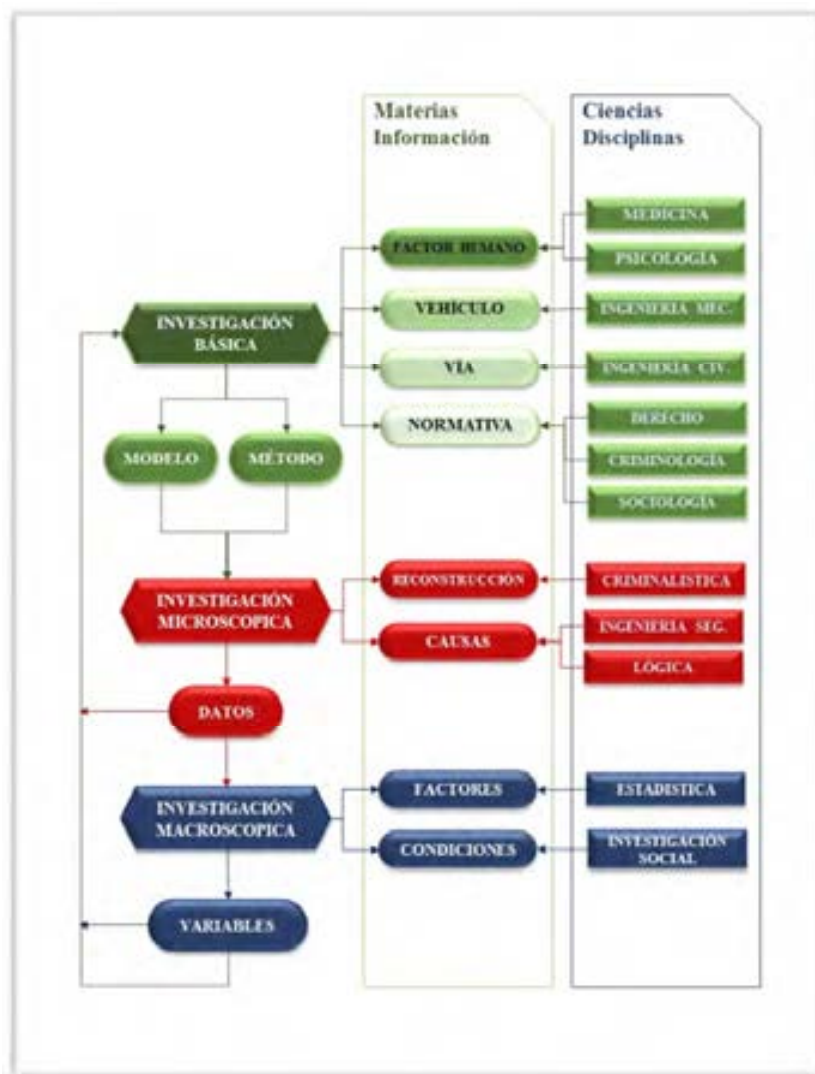 Materias
Información
Ciencias
Disciplinas
MEDICINA
FACTOR HUMANO
PSICOLOGÍA
INVESTIGACIÓN
BÁSICA
VEHÍCULO
INGENIERIA MEC.
VÍA
INGENIERÍA CIV.
NORMATIVA
DERECHO
CRIMINOLOGÍA
SOCIOLOGÍA
MODELO
MÉTODO
INVESTIGACIÓN
MICROSCOPICA
RECONSTRUCCIÓN
CRIMINALISTICA
CAUSAS
INGENIERIA SEG.
LÓGICA
DATOS
INVESTIGACIÓN
MACROSCOPICA
FACTORES
ESTADISTICA
CONDICIONES
INVESTIGACIÓN
SOCIAL
VARIABLES